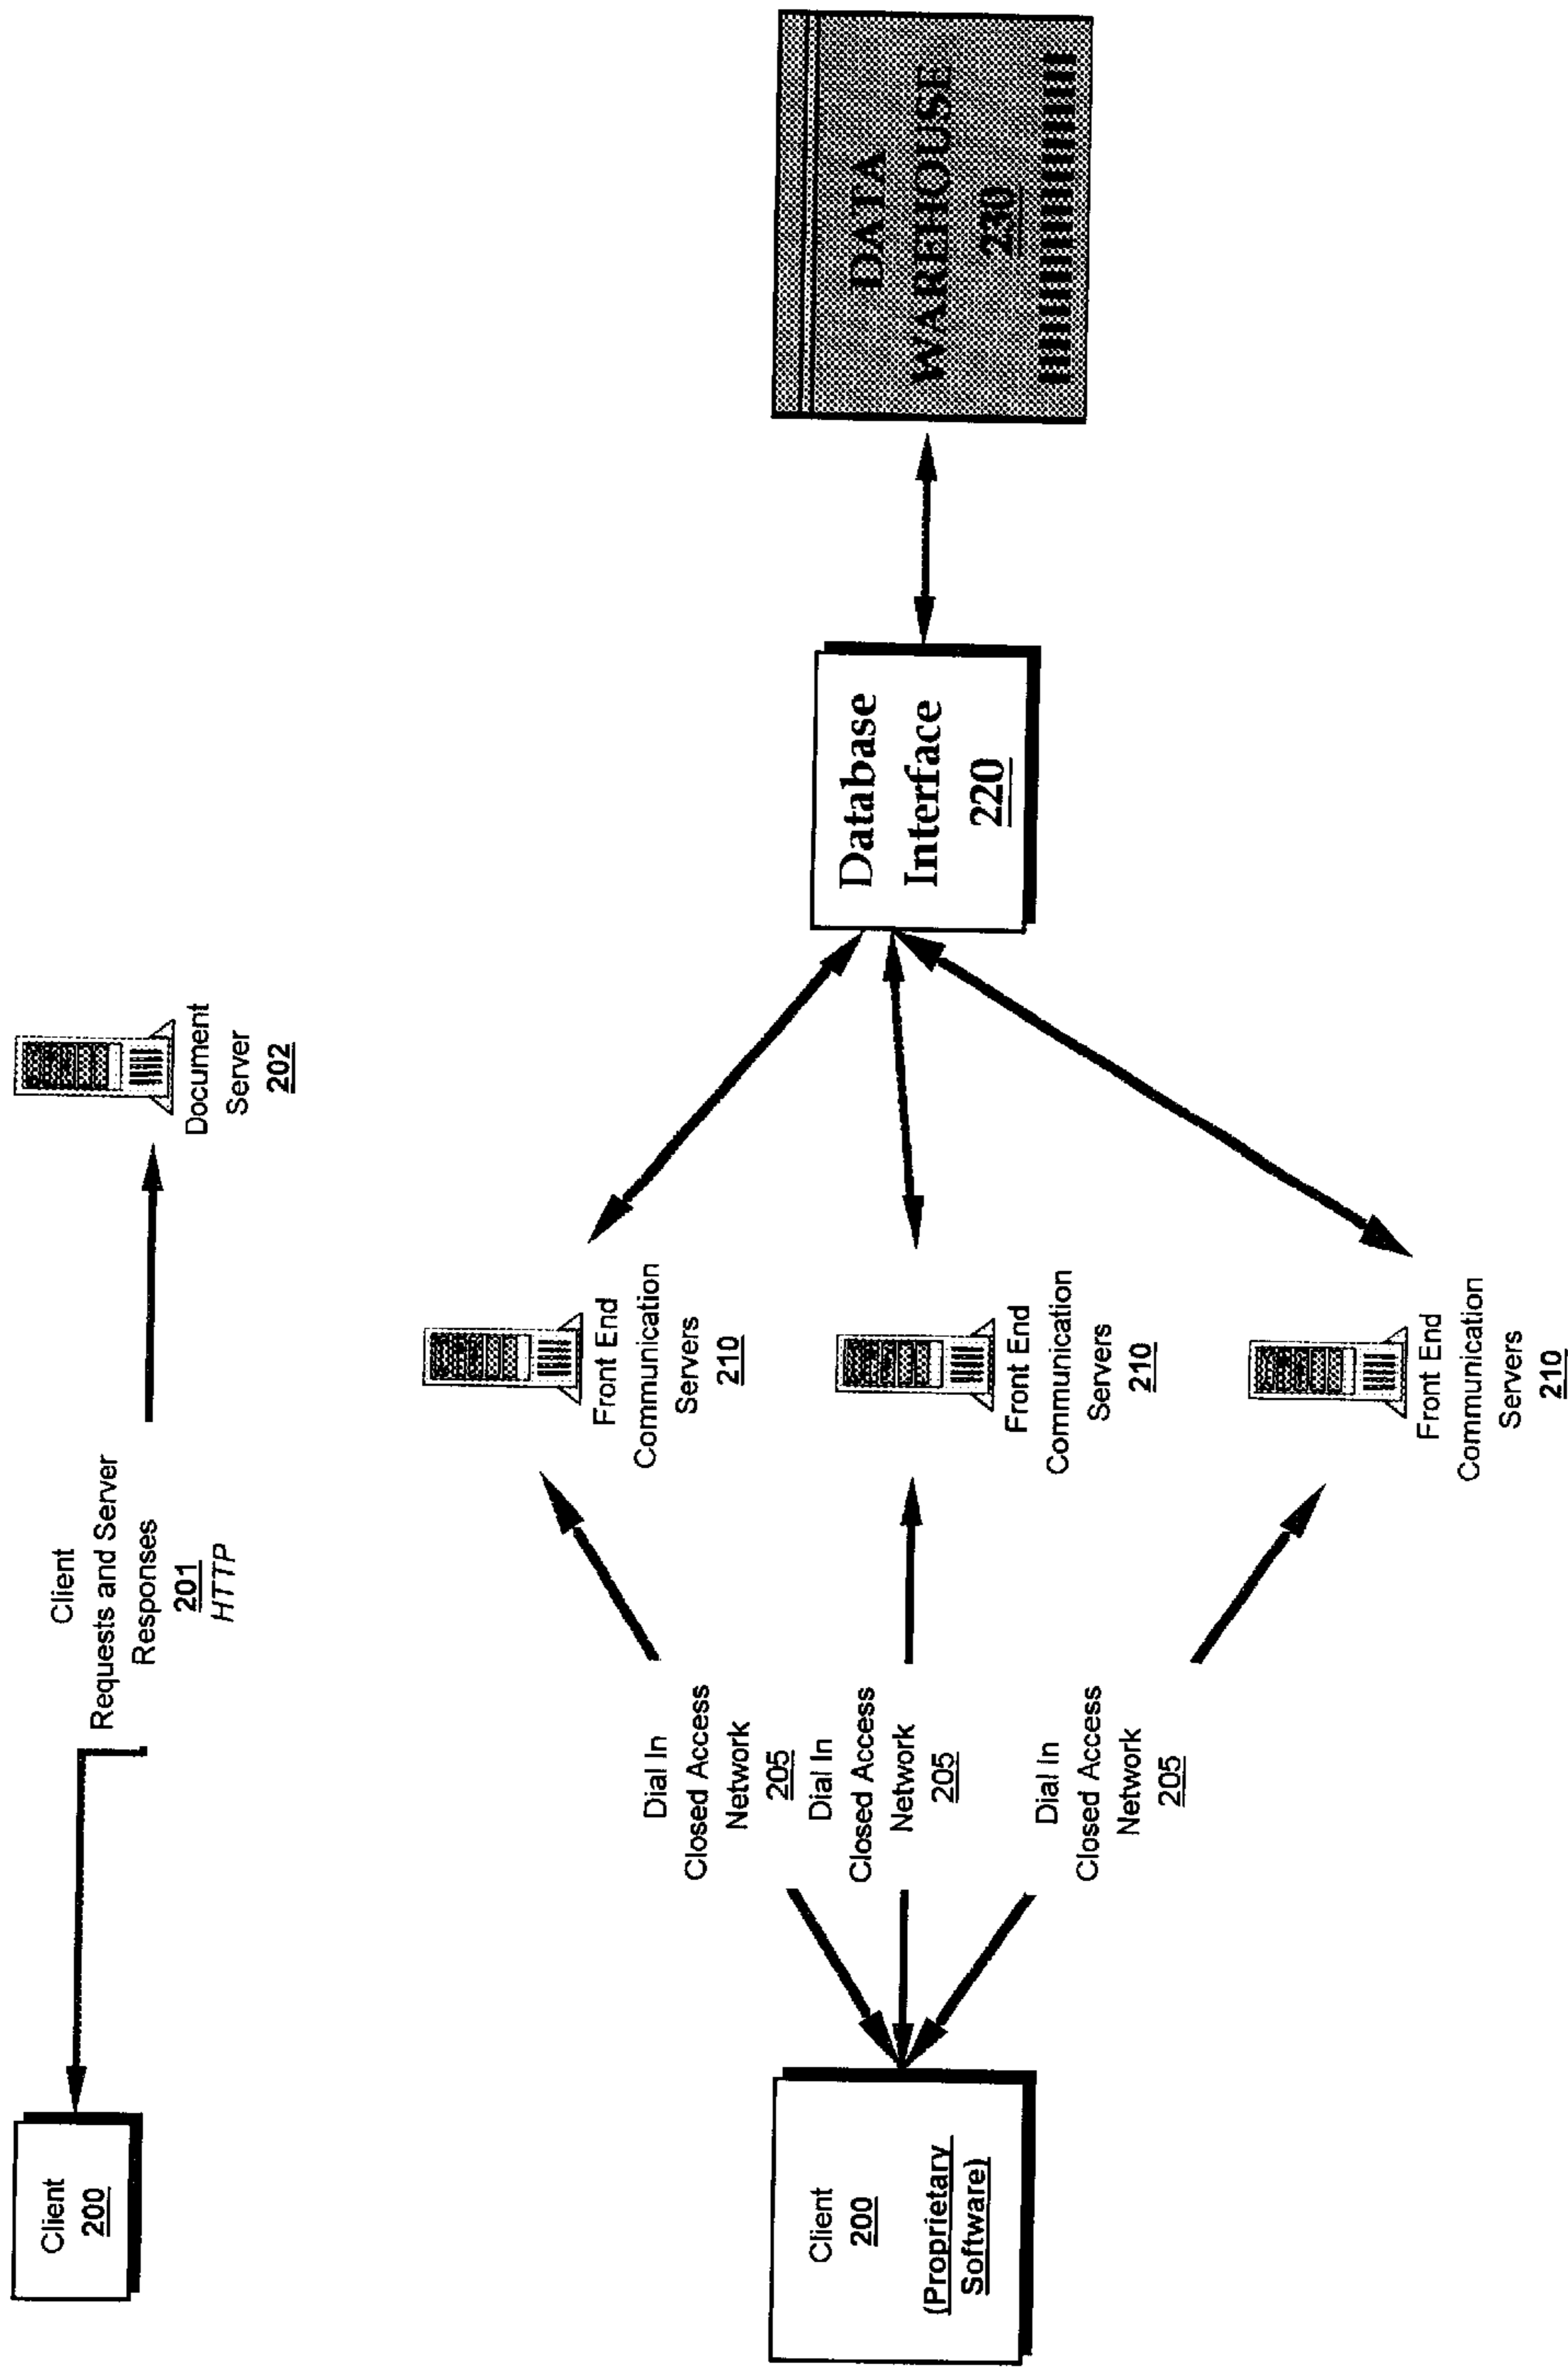 Client
200
Client
Requests and Server
Responses
201
HTTP
Document
Server
202
Client
200
(Proprietary
Software)
Dial In
Closed Access
Network
205
Dial In
Closed Access
Network
205
Dial In
Closed Access
Network
205
Front End
Communication
Servers
210
Front End
Communication
Servers
210
Front End
Communication
Servers
210
Database
Interface
220
DATA
WAREHOUSE
230